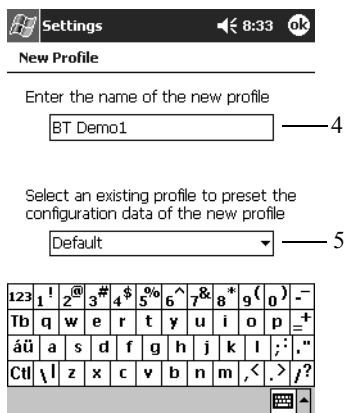 Settings 8:33 ok
New Profile
Enter the name of the new profile
BT Demo1 4
Select an existing profile to preset the
configuration data of the new profile
Default 5
123 1 ! 2 @ 3 # 4 $ 5 % 6 ^ 7 & 8 * 9 ( 0 ) - _
Tb q w e r t y u i o p = +
áü a s d f g h j k l ; : ' "
Ctl \ | z x c v b n m , < . > / ?